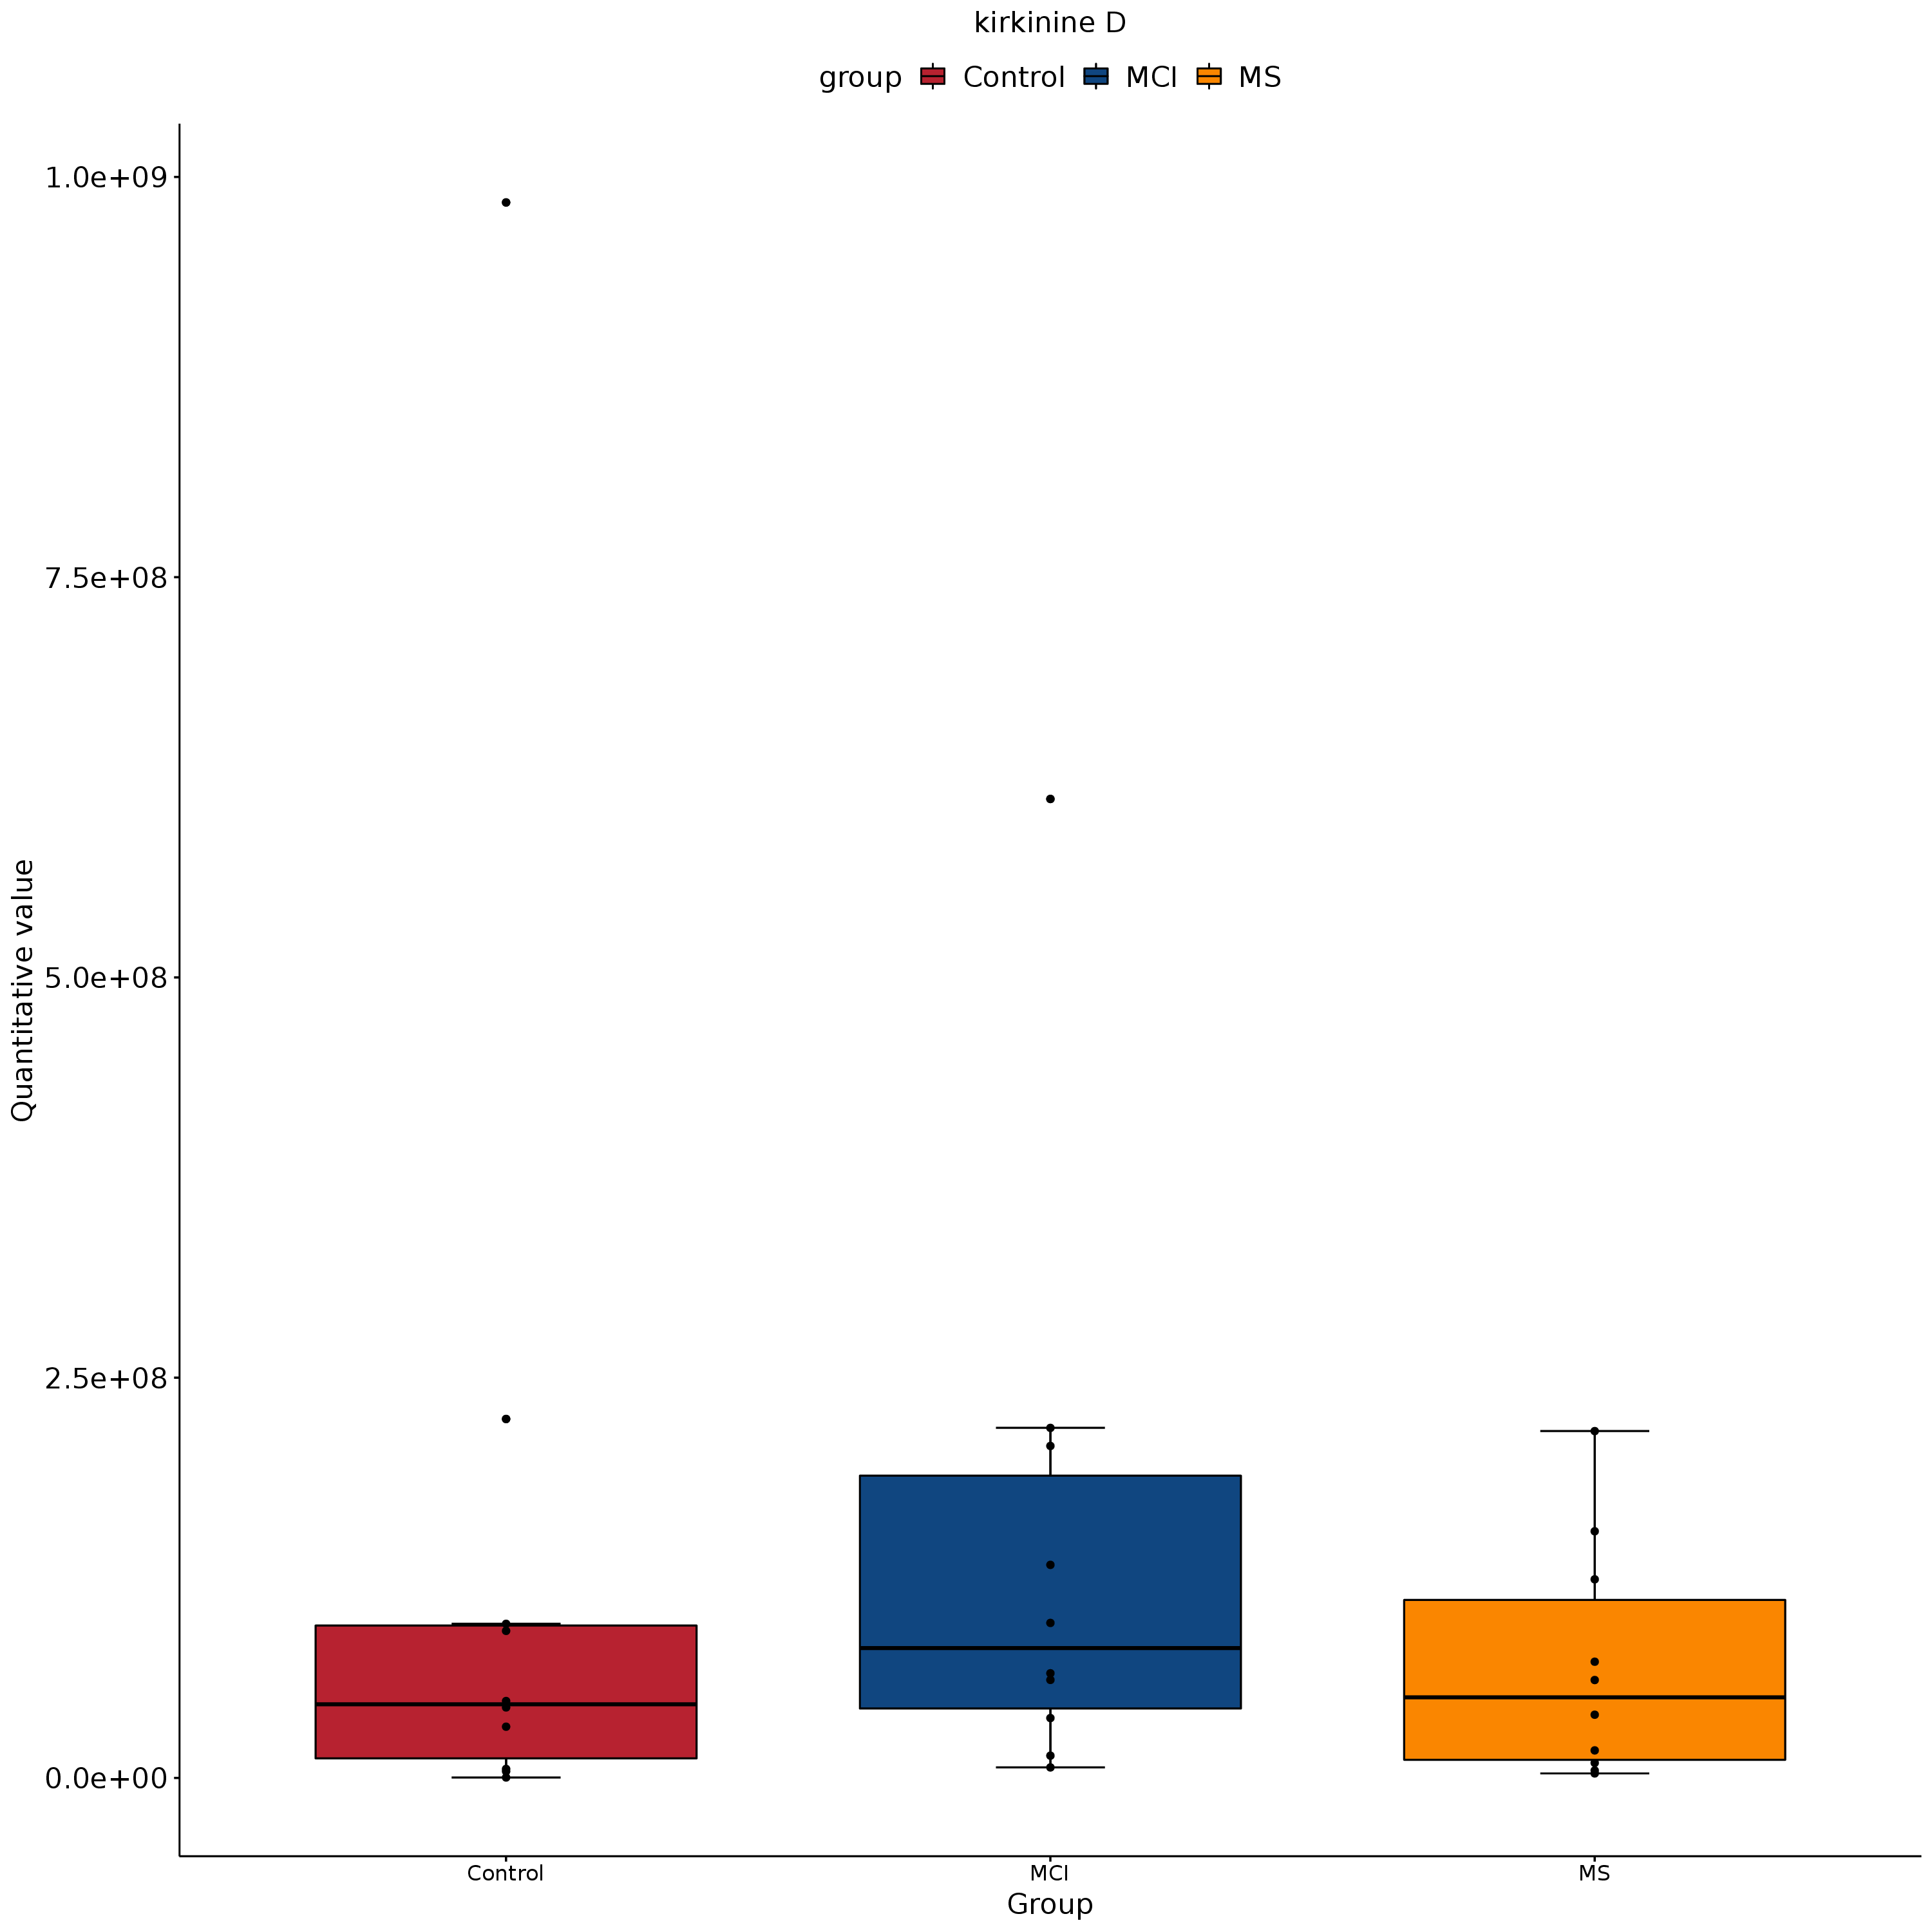 kirkinine D
group Control MCI MS
1.0e+09
7.5e+08
5.0e+08
2.5e+08
0.0e+00
Quantitative value
Control MCI MS
Group